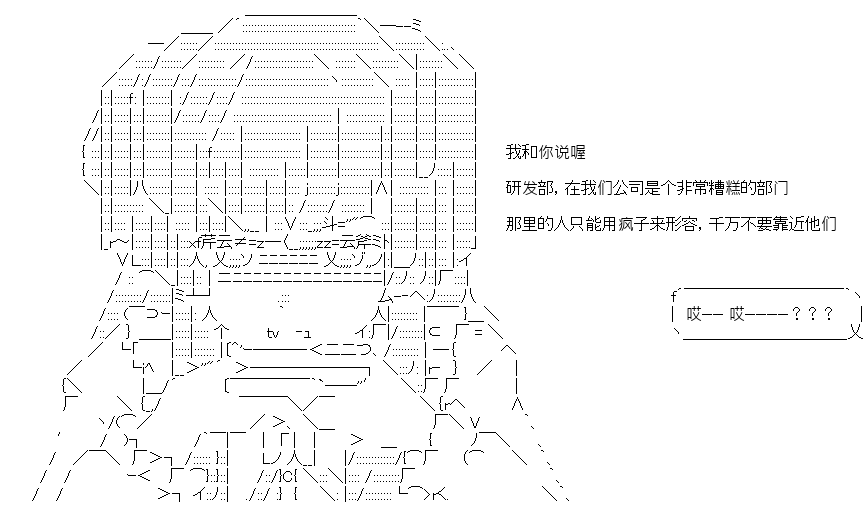 我和你说喔
研发部, 在我们公司是个非常糟糕的部门
那里的人只能用疯子来形容, 千万不要靠近他们
哎—— 哎————？？？